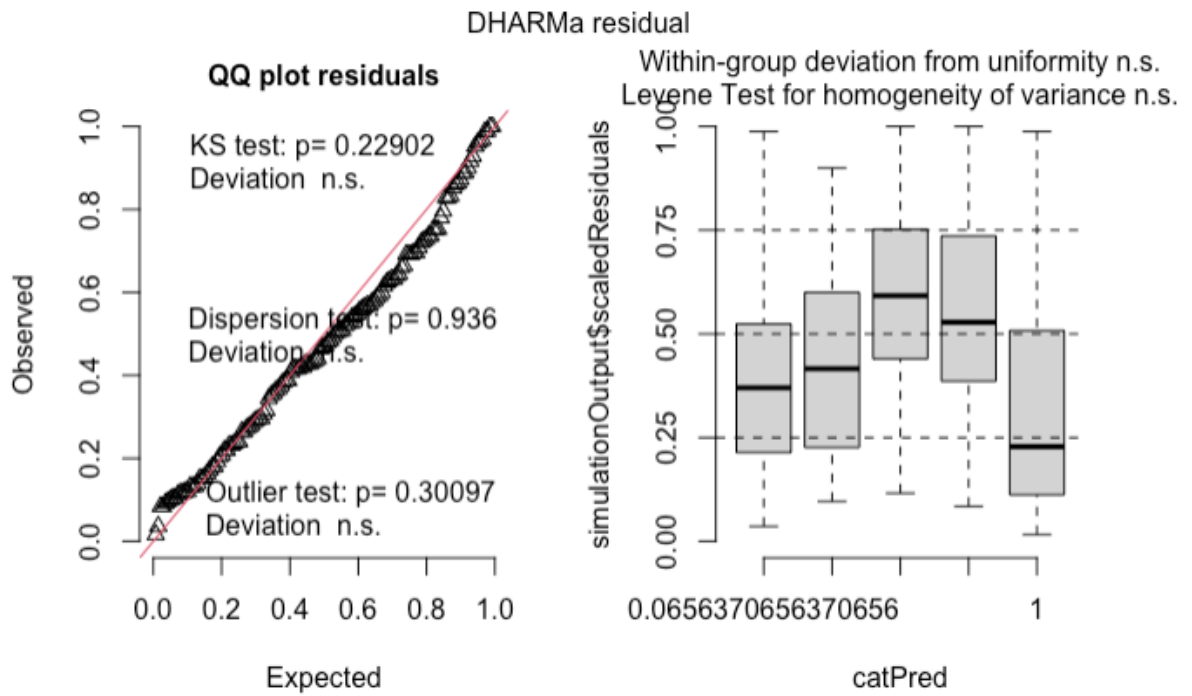 DHARMa residual
QQ plot residuals
KS test: p= 0.22902
Deviation n.s.
Dispersion test: p= 0.936
Deviation n.s.
Outlier test: p= 0.30097
Deviation n.s.
Observed
0.0 0.2 0.4 0.6 0.8 1.0
0.0 0.2 0.4 0.6 0.8 1.0
Expected
Within-group deviation from uniformity n.s.
Levene Test for homogeneity of variance n.s.
simulationOutput$scaledResiduals
0.00 0.25 0.50 0.75 1.00
0.0656370656370656 1
catPred